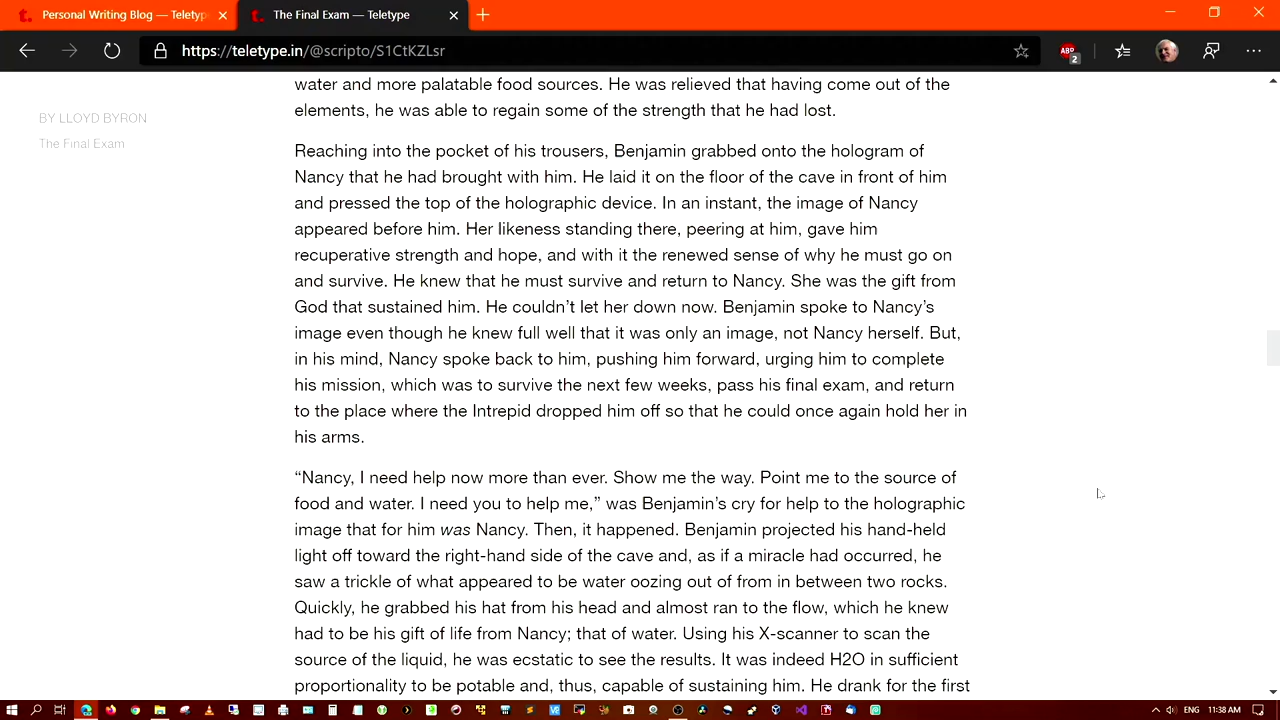 Personal Writing Blog — Teletyp
The Final Exam — Teletype
https://teletype.in/@scripto/S1CtKZLsr
ABP
2
BY LLOYD BYRON
The Final Exam
water and more palatable food sources. He was relieved that having come out of the
elements, he was able to regain some of the strength that he had lost.
Reaching into the pocket of his trousers, Benjamin grabbed onto the hologram of
Nancy that he had brought with him. He laid it on the floor of the cave in front of him
and pressed the top of the holographic device. In an instant, the image of Nancy
appeared before him. Her likeness standing there, peering at him, gave him
recuperative strength and hope, and with it the renewed sense of why he must go on
and survive. He knew that he must survive and return to Nancy. She was the gift from
God that sustained him. He couldn’t let her down now. Benjamin spoke to Nancy’s
image even though he knew full well that it was only an image, not Nancy herself. But,
in his mind, Nancy spoke back to him, pushing him forward, urging him to complete
his mission, which was to survive the next few weeks, pass his final exam, and return
to the place where the Intrepid dropped him off so that he could once again hold her in
his arms.
“Nancy, I need help now more than ever. Show me the way. Point me to the source of
food and water. I need you to help me,” was Benjamin’s cry for help to the holographic
image that for him was Nancy. Then, it happened. Benjamin projected his hand-held
light off toward the right-hand side of the cave and, as if a miracle had occurred, he
saw a trickle of what appeared to be water oozing out of from in between two rocks.
Quickly, he grabbed his hat from his head and almost ran to the flow, which he knew
had to be his gift of life from Nancy; that of water. Using his X-scanner to scan the
source of the liquid, he was ecstatic to see the results. It was indeed H2O in sufficient
proportionality to be potable and, thus, capable of sustaining him. He drank for the first
ENG
11:38 AM